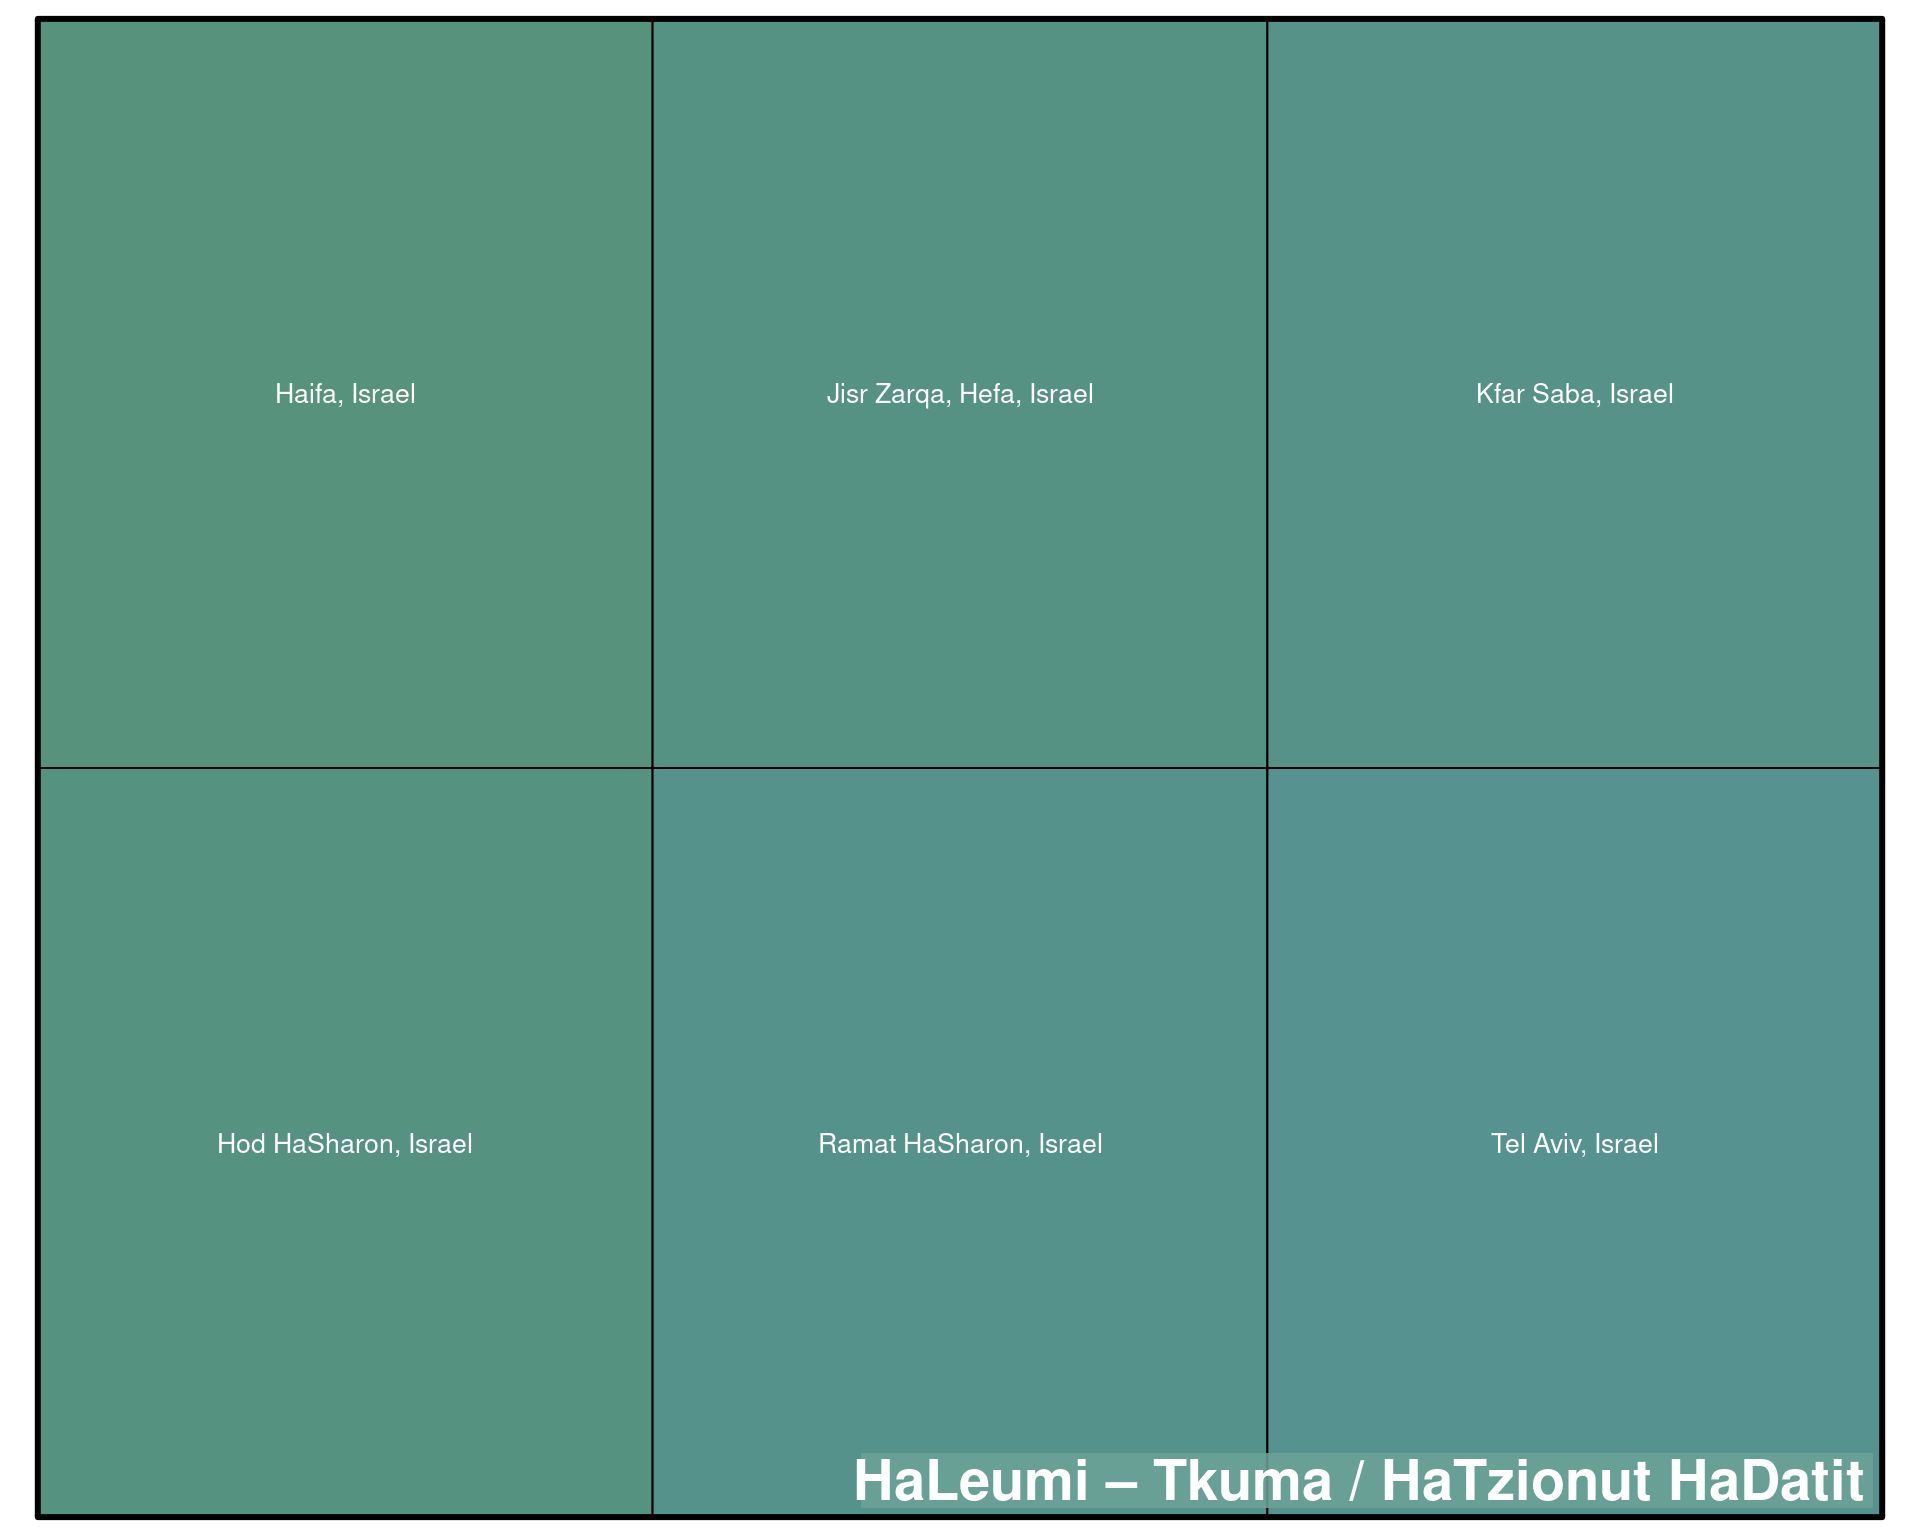 Haifa, Israel
Jisr Zarqa, Hefa, Israel
Kfar Saba, Israel
Hod HaSharon, Israel
Ramat HaSharon, Israel
Tel Aviv, Israel
HaLeumi – Tkuma / HaTzionut HaDatit